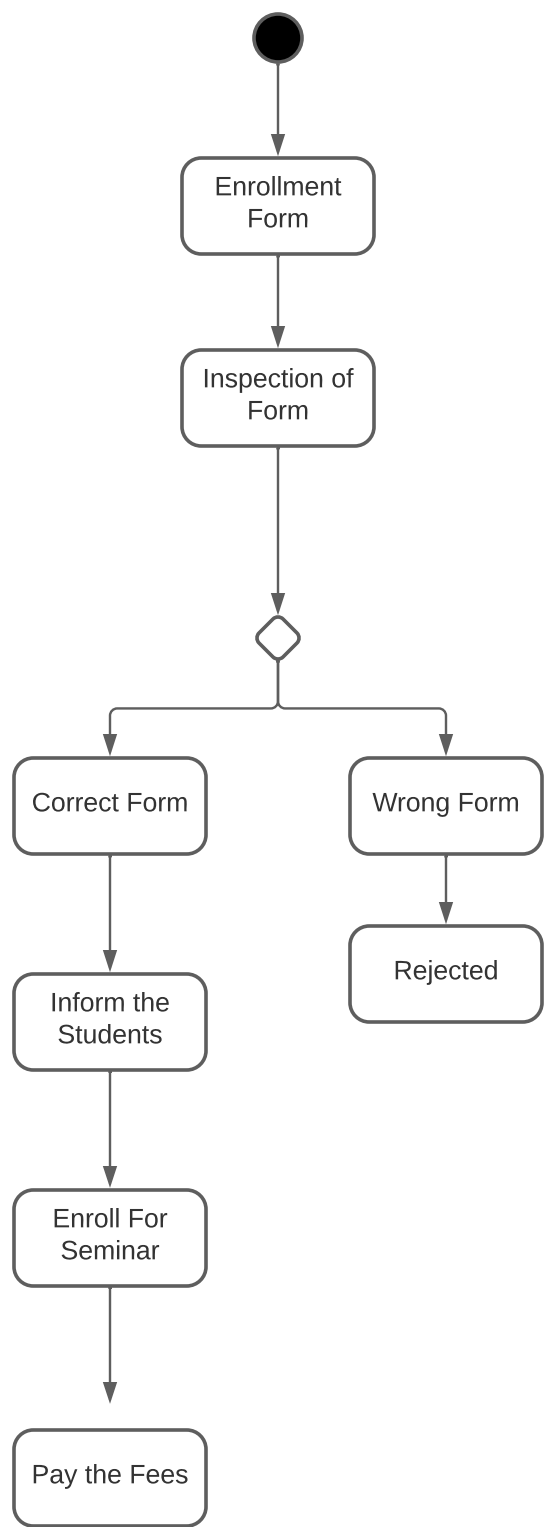 Enrollment
Form
Inspection of
Form
Correct Form
Wrong Form
Rejected
Inform the
Students
Enroll For
Seminar
Pay the Fees